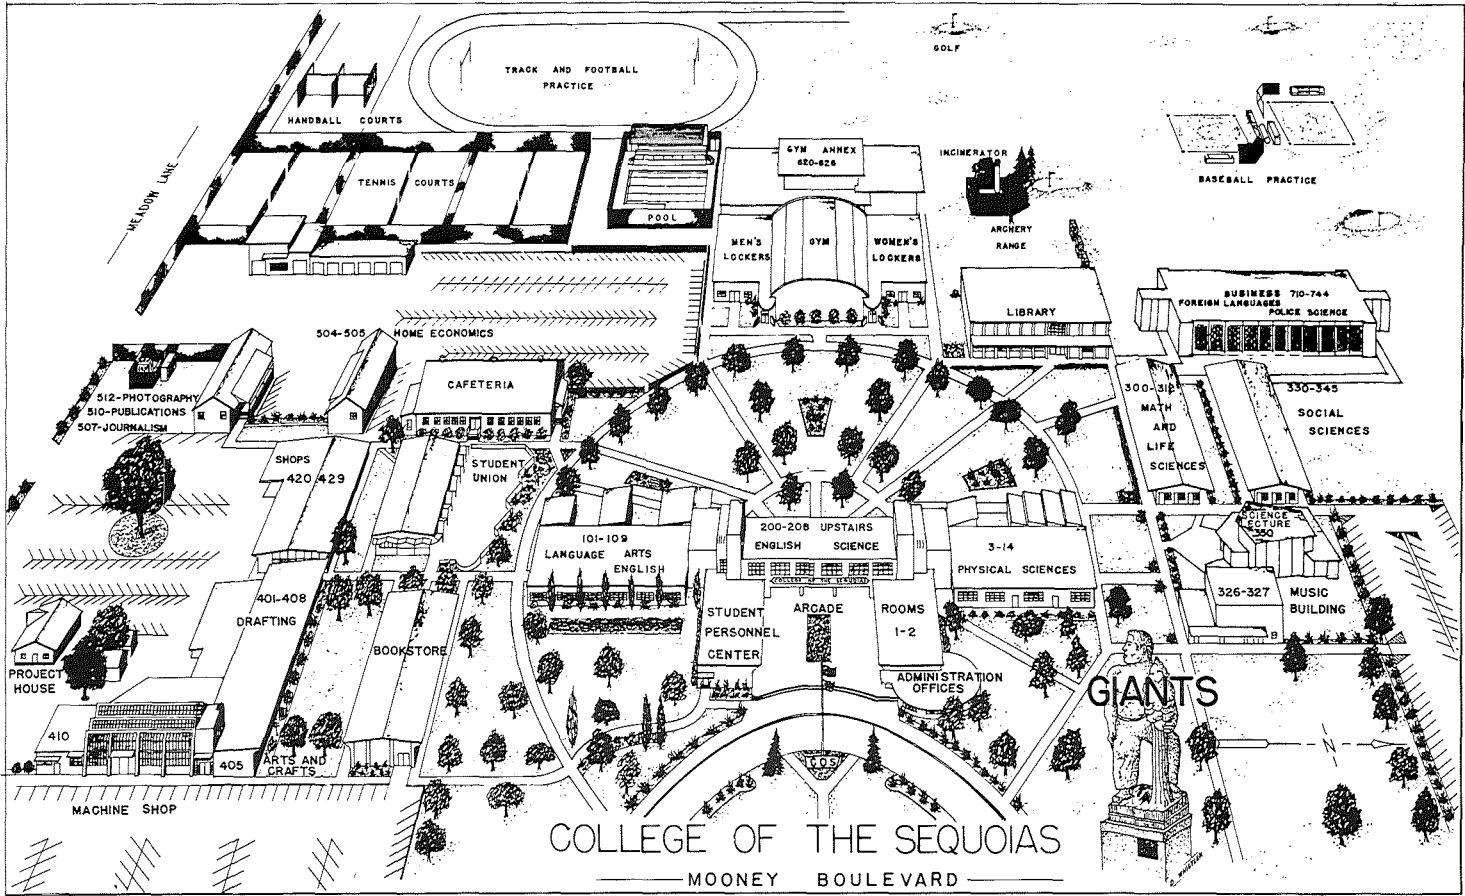 GOLF
TRACK AND FOOTBALL
PRACTICE
HANDBALL COURTS
MEADOW LANE
TENNIS COURTS
POOL
GYM ANNEX
620-626
INCINERATOR
BASEBALL PRACTICE
MEN'S
LOCKERS
GYM
WOMEN'S
LOCKERS
ARCHERY
RANGE
LIBRARY
BUSINESS 710-744
FOREIGN LANGUAGES
POLICE SCIENCE
504-505 HOME ECONOMICS
CAFETERIA
512-PHOTOGRAPHY
510-PUBLICATIONS
507-JOURNALISM
300-312
MATH
AND
LIFE
SCIENCES
330-345
SOCIAL
SCIENCES
SHOPS
420 429
STUDENT
UNION
101-109
LANGUAGE ARTS
ENGLISH
200-208 UPSTAIRS
ENGLISH SCIENCE
COLLEGE OF THE SEQUOIAS
3-14
PHYSICAL SCIENCES
SCIENCE
LECTURE
350
326-327
MUSIC
BUILDING
401-408
DRAFTING
BOOKSTORE
STUDENT
PERSONNEL
CENTER
ARCADE
ROOMS
1-2
ADMINISTRATION
OFFICES
PROJECT
HOUSE
GIANTS
410
405
ARTS AND
CRAFTS
MACHINE SHOP
COS
N
COLLEGE OF THE SEQUOIAS
MOONEY BOULEVARD